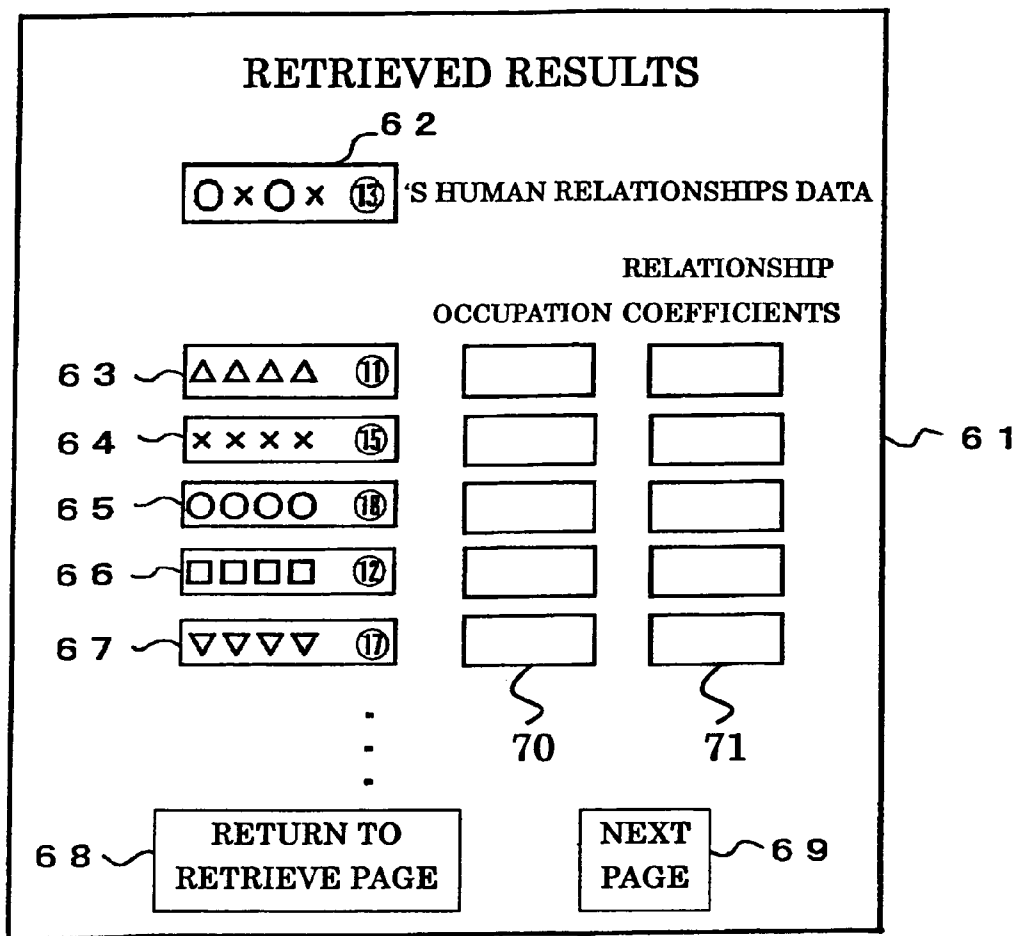 RETRIEVED RESULTS
62
○×○× ⑬ 'S HUMAN RELATIONSHIPS DATA
RELATIONSHIP
OCCUPATION COEFFICIENTS
63 △△△△ ⑪
64 ×××× ⑮
61
65 ○○○○ ⑱
66 □□□□ ⑫
67 ▽▽▽▽ ⑰
70 71
68 RETURN TO
RETRIEVE PAGE
NEXT
PAGE
69